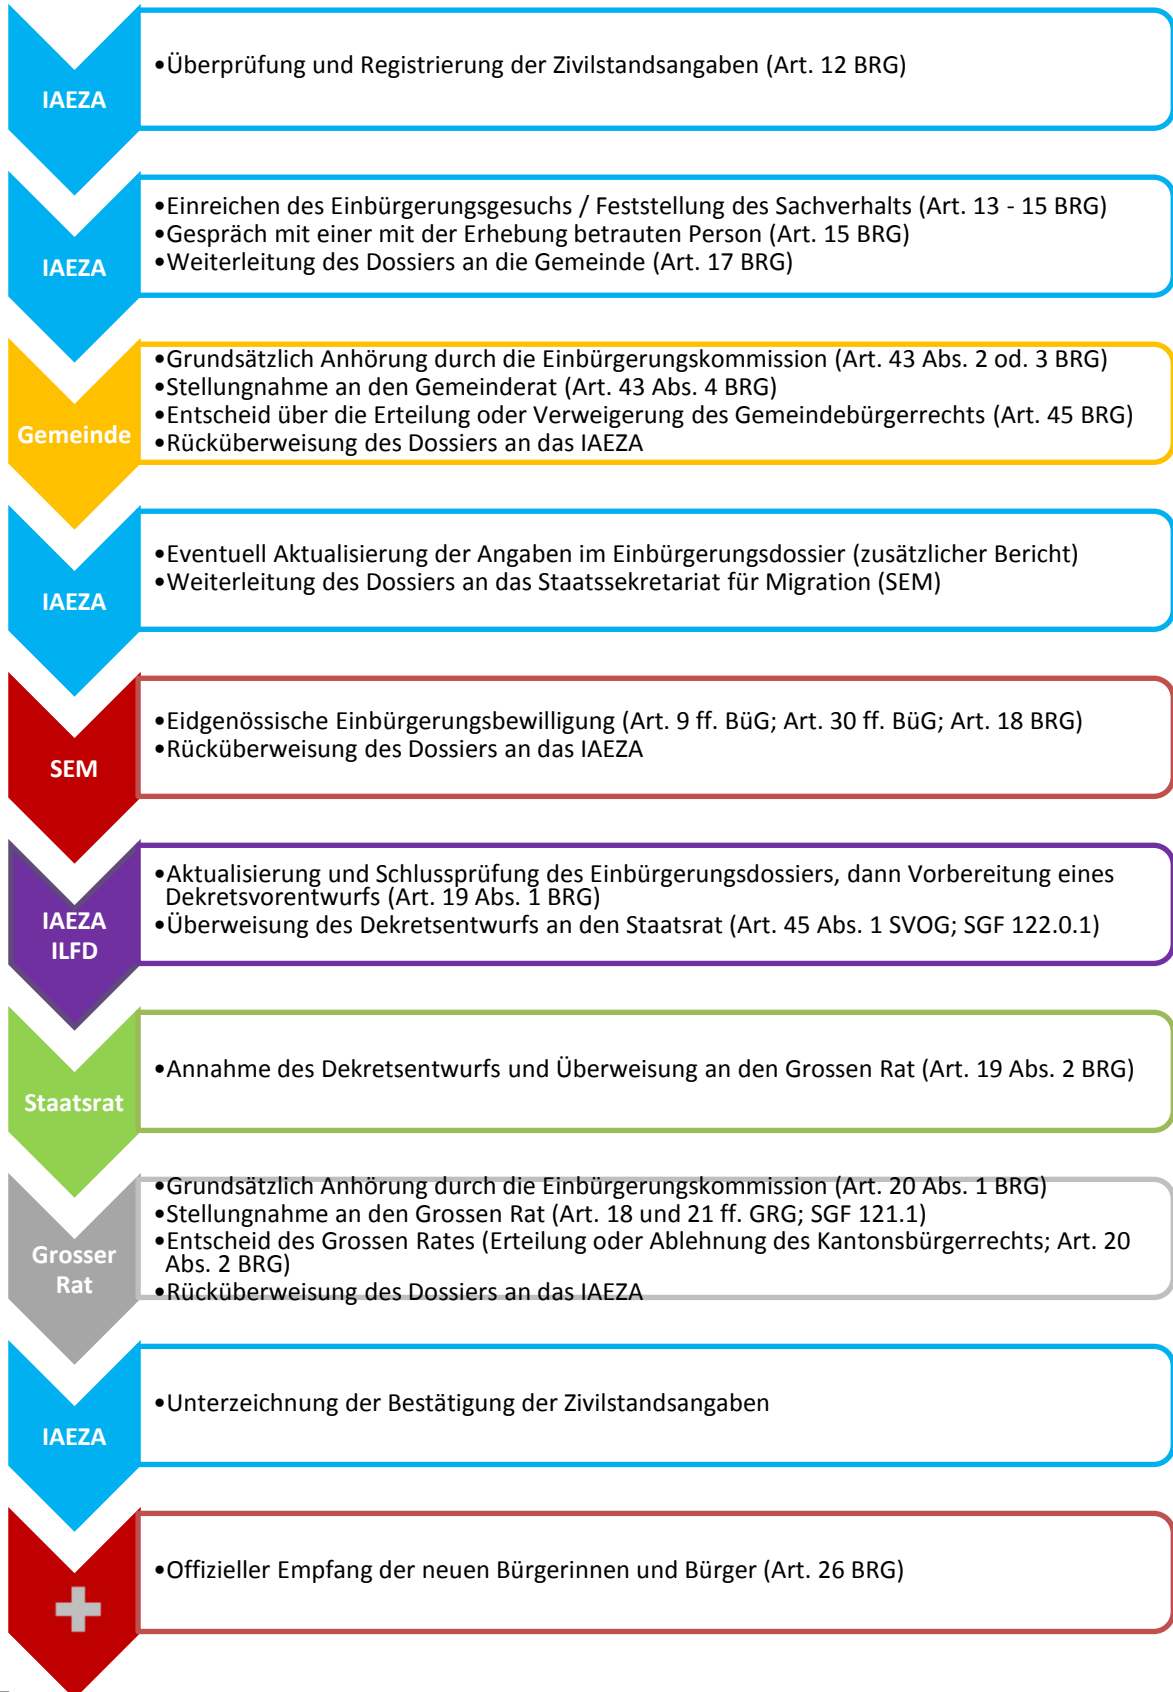 IAEZA
•Überprüfung und Registrierung der Zivilstandsangaben (Art. 12 BRG)
IAEZA
•Einreichen des Einbürgerungsgesuchs / Feststellung des Sachverhalts (Art. 13 - 15 BRG)
•Gespräch mit einer mit der Erhebung betrauten Person (Art. 15 BRG)
•Weiterleitung des Dossiers an die Gemeinde (Art. 17 BRG)
Gemeinde
•Grundsätzlich Anhörung durch die Einbürgerungskommission (Art. 43 Abs. 2 od. 3 BRG)
•Stellungnahme an den Gemeinderat (Art. 43 Abs. 4 BRG)
•Entscheid über die Erteilung oder Verweigerung des Gemeindebürgerrechts (Art. 45 BRG)
•Rücküberweisung des Dossiers an das IAEZA
IAEZA
•Eventuell Aktualisierung der Angaben im Einbürgerungsdossier (zusätzlicher Bericht)
•Weiterleitung des Dossiers an das Staatssekretariat für Migration (SEM)
SEM
•Eidgenössische Einbürgerungsbewilligung (Art. 9 ff. BüG; Art. 30 ff. BüG; Art. 18 BRG)
•Rücküberweisung des Dossiers an das IAEZA
IAEZA
ILFD
•Aktualisierung und Schlussprüfung des Einbürgerungsdossiers, dann Vorbereitung eines
Dekretsvorentwurfs (Art. 19 Abs. 1 BRG)
•Überweisung des Dekretsentwurfs an den Staatsrat (Art. 45 Abs. 1 SVOG; SGF 122.0.1)
Staatsrat
•Annahme des Dekretsentwurfs und Überweisung an den Grossen Rat (Art. 19 Abs. 2 BRG)
Grosser
Rat
•Grundsätzlich Anhörung durch die Einbürgerungskommission (Art. 20 Abs. 1 BRG)
•Stellungnahme an den Grossen Rat (Art. 18 und 21 ff. GRG; SGF 121.1)
•Entscheid des Grossen Rates (Erteilung oder Ablehnung des Kantonsbürgerrechts; Art. 20
Abs. 2 BRG)
•Rücküberweisung des Dossiers an das IAEZA
IAEZA
•Unterzeichnung der Bestätigung der Zivilstandsangaben
•Offizieller Empfang der neuen Bürgerinnen und Bürger (Art. 26 BRG)